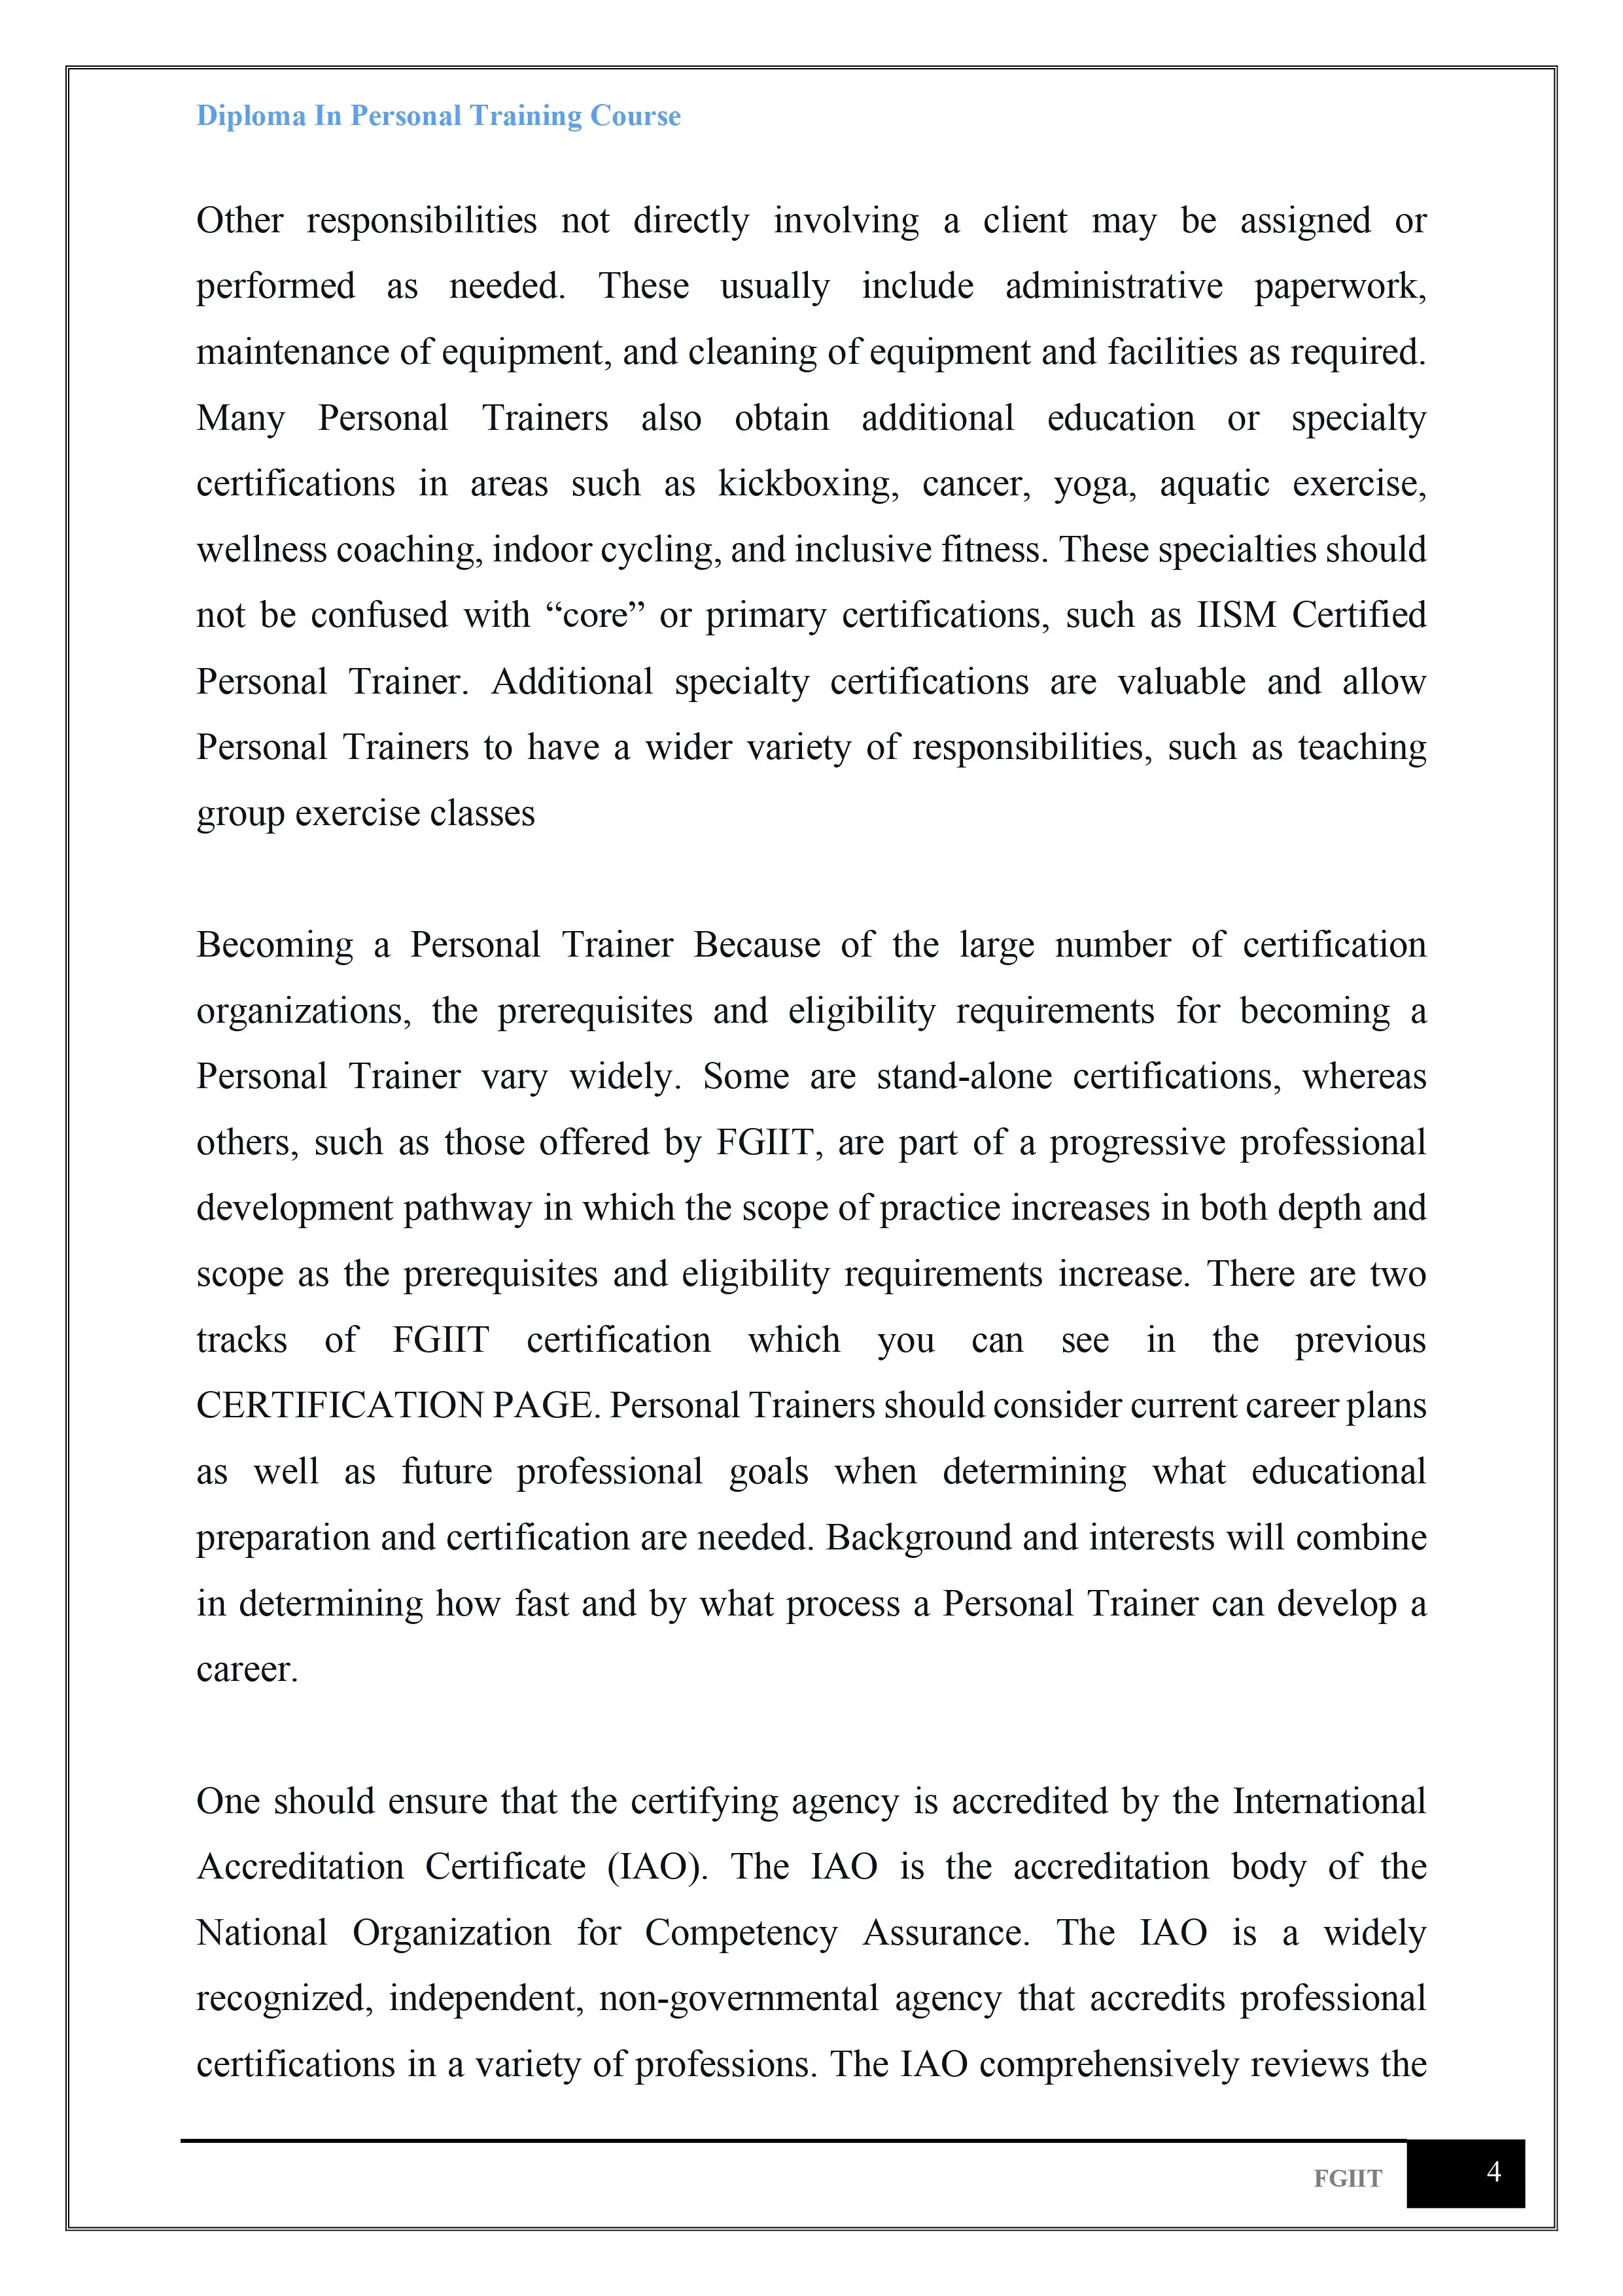 Diploma In Personal Training Course
Other responsibilities not directly involving a client may be assigned or
performed as needed. These usually include administrative paperwork,
maintenance of equipment, and cleaning of equipment and facilities as required.
Many Personal Trainers also obtain additional education or specialty
certifications in areas such as kickboxing, cancer, yoga, aquatic exercise,
wellness coaching, indoor cycling, and inclusive fitness. These specialties should
not be confused with “core” or primary certifications, such as IISM Certified
Personal Trainer. Additional specialty certifications are valuable and allow
Personal Trainers to have a wider variety of responsibilities, such as teaching
group exercise classes
Becoming a Personal Trainer Because of the large number of certification
organizations, the prerequisites and eligibility requirements for becoming a
Personal Trainer vary widely. Some are stand-alone certifications, whereas
others, such as those offered by FGIIT, are part of a progressive professional
development pathway in which the scope of practice increases in both depth and
scope as the prerequisites and eligibility requirements increase. There are two
tracks of FGIIT certification which you can see in the previous
CERTIFICATION PAGE. Personal Trainers should consider current career plans
as well as future professional goals when determining what educational
preparation and certification are needed. Background and interests will combine
in determining how fast and by what process a Personal Trainer can develop a
career.
One should ensure that the certifying agency is accredited by the International
Accreditation Certificate (IAO). The IAO is the accreditation body of the
National Organization for Competency Assurance. The IAO is a widely
recognized, independent, non-governmental agency that accredits professional
certifications in a variety of professions. The IAO comprehensively reviews the
FGIIT 4